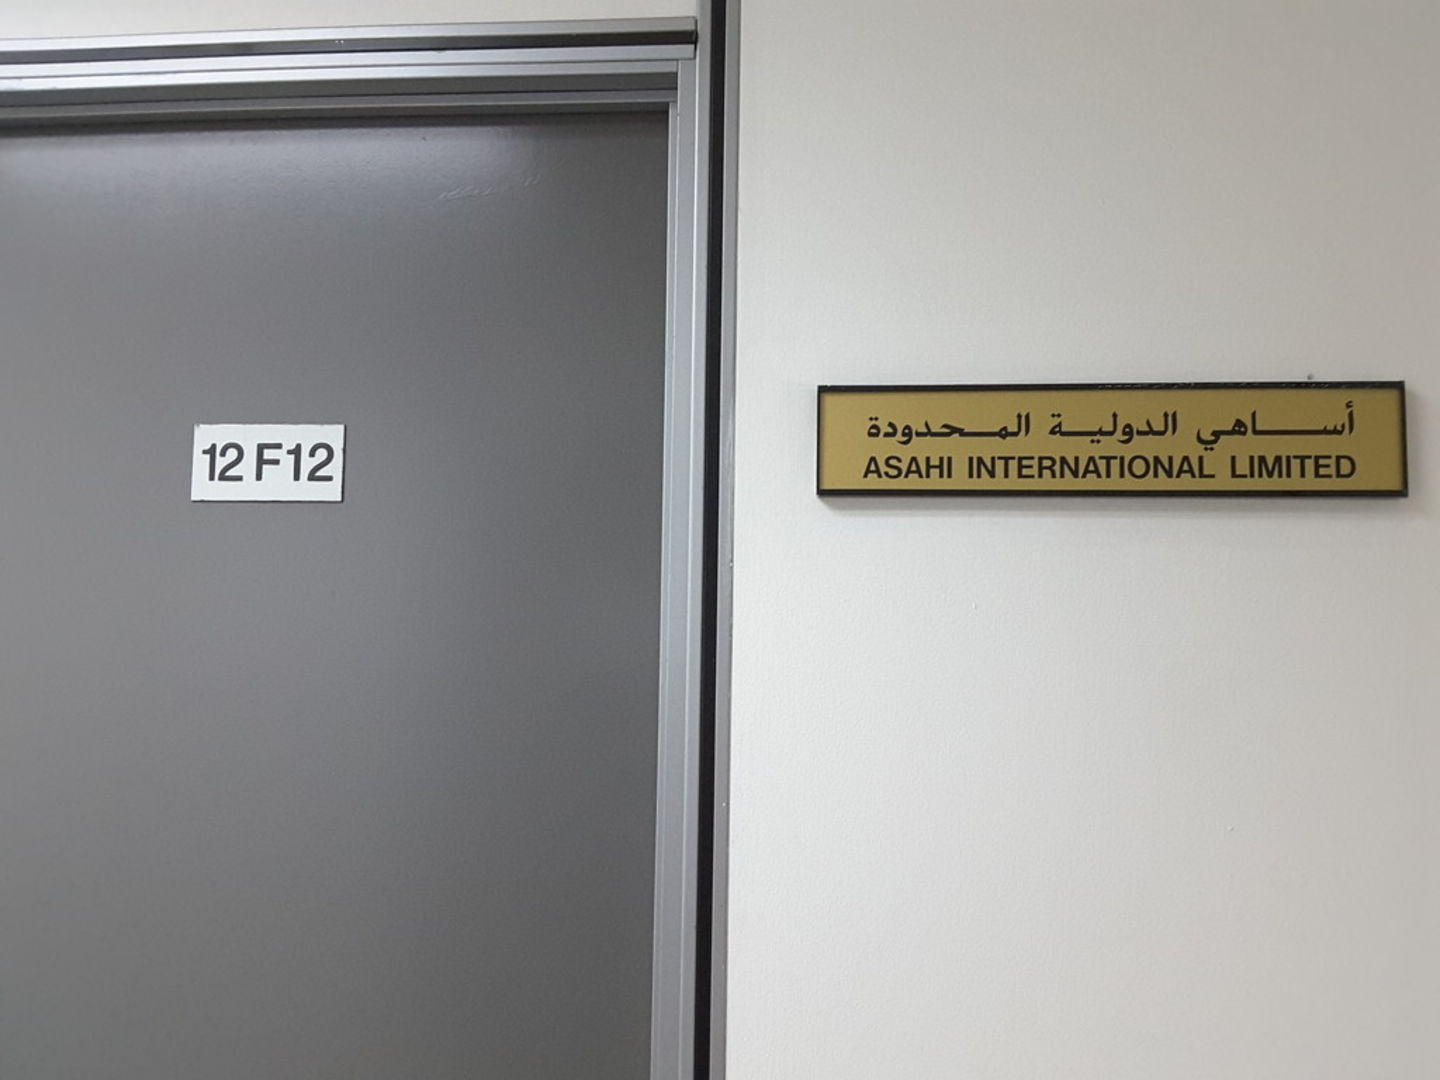 12 F12
أساهي الدولية المحدودة
ASAHI INTERNATIONAL LIMITED